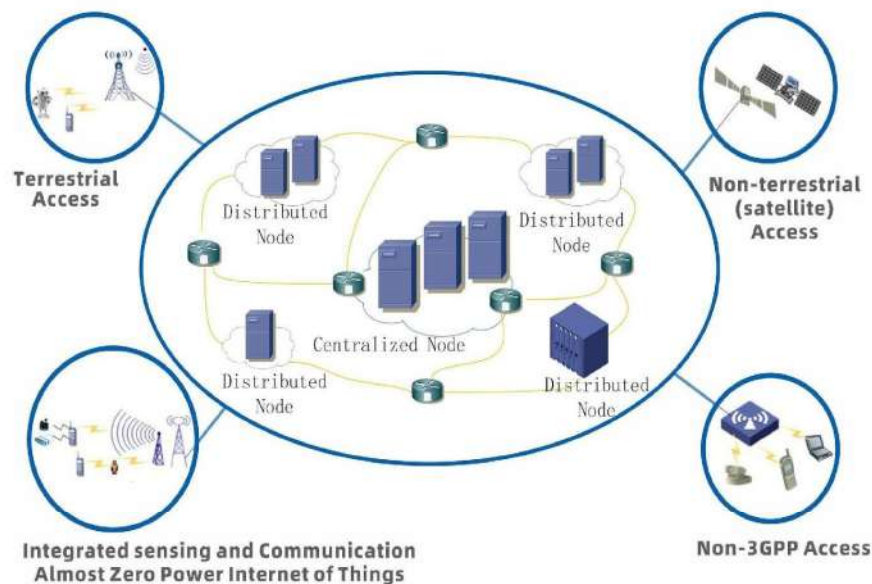 Terrestrial
Access
Non-terrestrial
(satellite)
Access
Distributed
Node
Distributed
Node
Centralized Node
Distributed
Node
Distributed
Node
Integrated sensing and Communication
Almost Zero Power Internet of Things
Non-3GPP Access